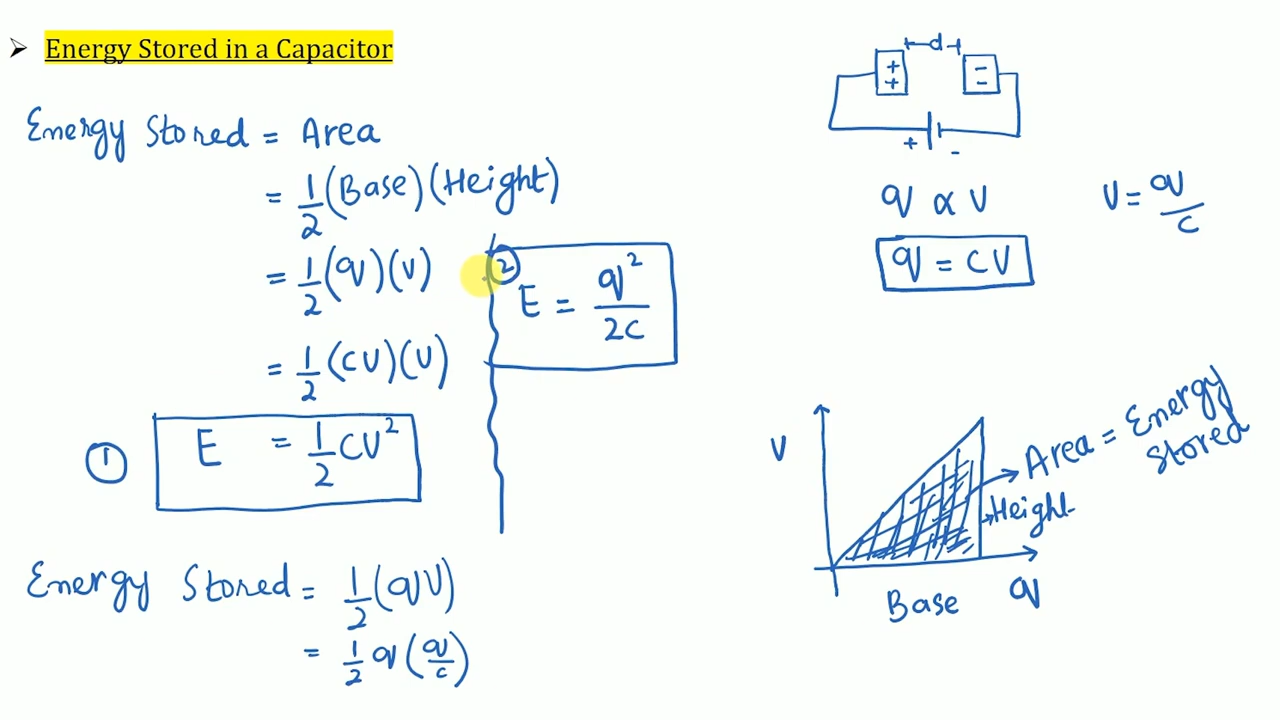 ➢ Energy Stored in a Capacitor
Energy Stored = Area
= 1/2 (Base)(Height)
= 1/2 (q)(V)
= 1/2 (CV)(V)
① E = 1/2 CV²
② E = q²/2C
Energy Stored = 1/2 (qV)
= 1/2 q (q/C)
d
+ + - -
+ -
q ∝ V
V = q/C
q = CV
V
Area = Energy Stored
Height
Base
q